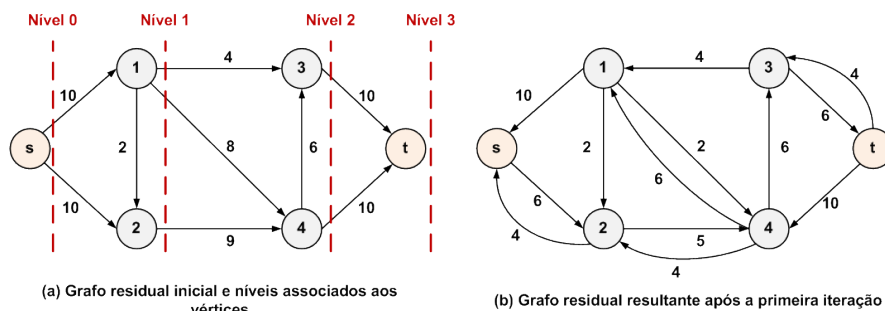 Nível 0 Nível 1 Nível 2 Nível 3
1 4 3
10 10
8
s 2 6 t
10 10
2 9 4
(a) Grafo residual inicial e níveis associados aos
vértices
1 3
4
4
10 6
2
s 2 6 t
6
6 10
2 5 4
4
4
(b) Grafo residual resultante após a primeira iteração